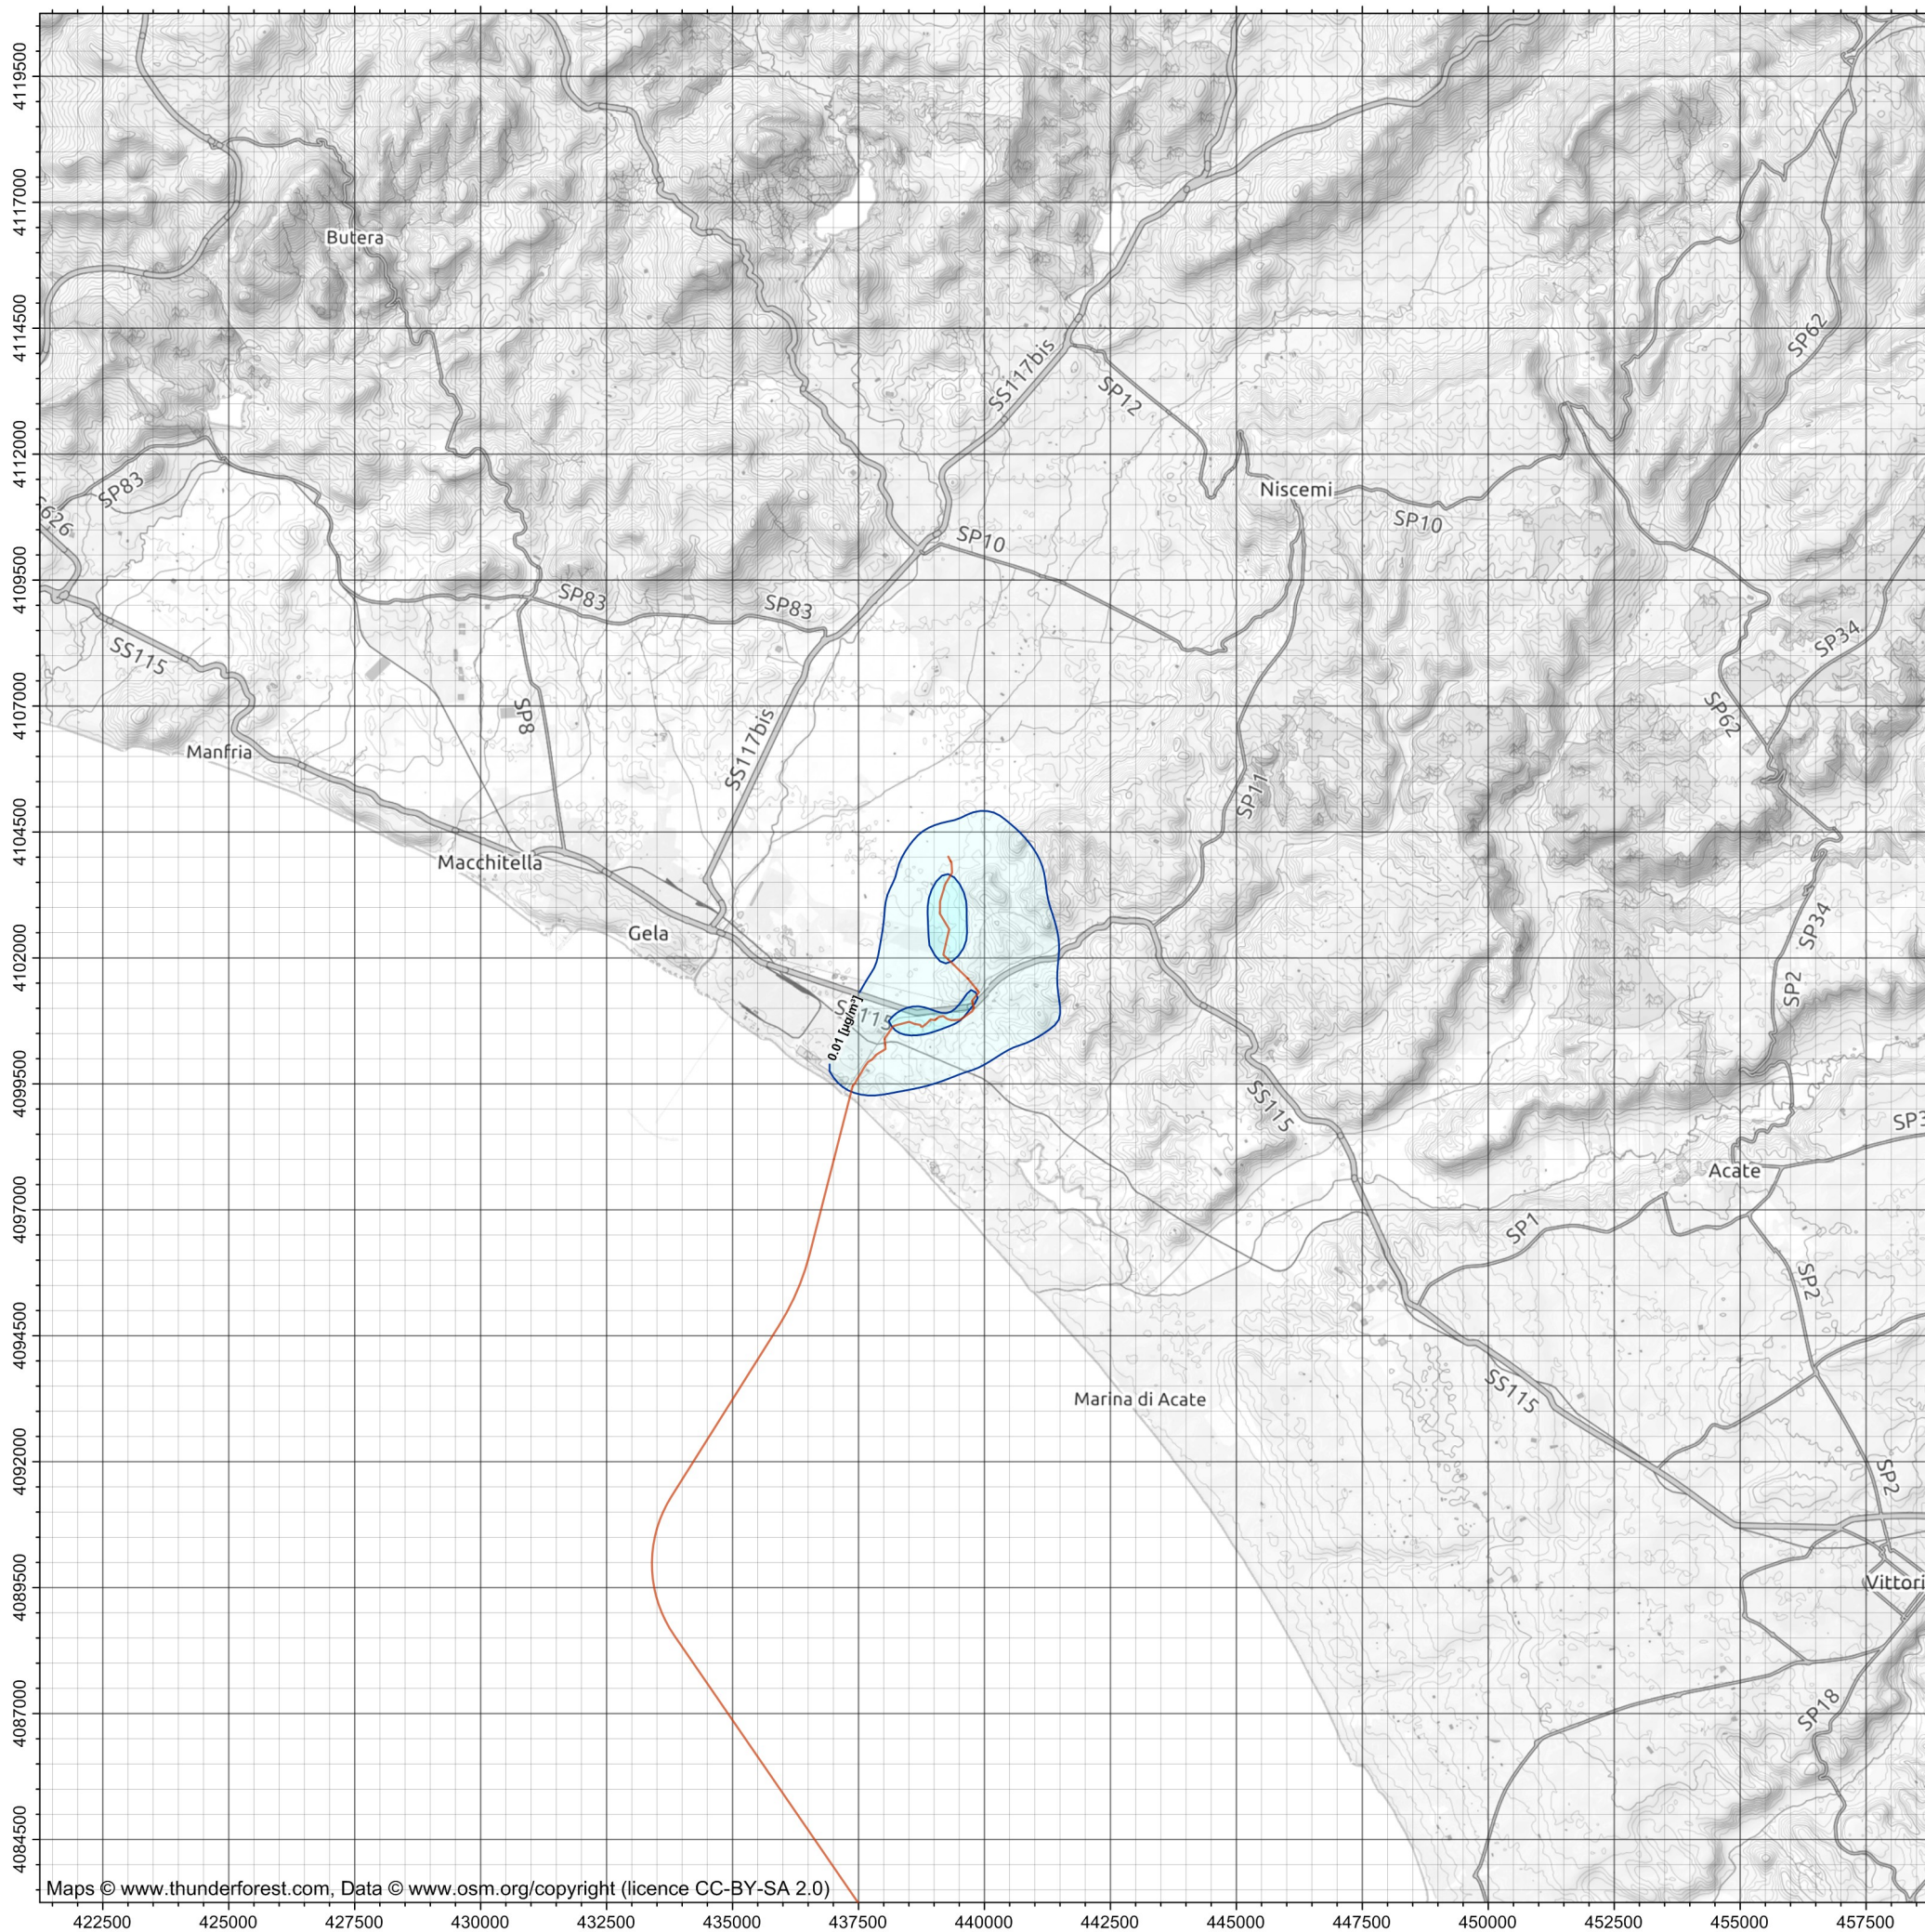 4119500
4117000
Butera
4114500
SS117bis
SP62
SP12
4112000
SP83
Niscemi
626
SP10
SP10
4109500
SP83
SP83
SS115
SP34
4107000
SP8
SP62
Manfria
SS117bis
SP11
4104500
Macchitella
SP34
Gela
4102000
SP2
SS115
0.01 [µg/m³]
4099500
SS115
SP3
Acate
4097000
SP1
SP2
4094500
SS115
Marina di Acate
4092000
SP2
4089500
Vittori
4087000
SP18
4084500
Maps © www.thunderforest.com, Data © www.osm.org/copyright (licence CC-BY-SA 2.0)
422500 425000 427500 430000 432500 435000 437500 440000 442500 445000 447500 450000 452500 455000 457500